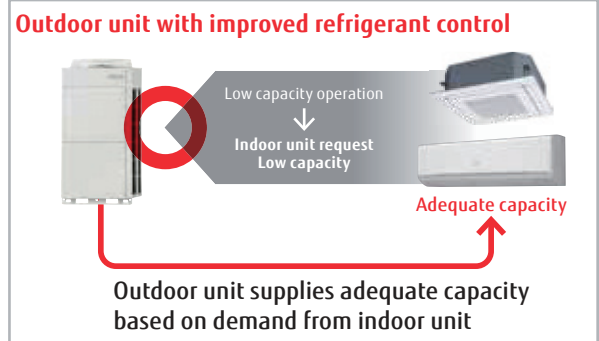 Outdoor unit with improved refrigerant control
Low capacity operation
Indoor unit request
Low capacity
Adequate capacity
Outdoor unit supplies adequate capacity
based on demand from indoor unit